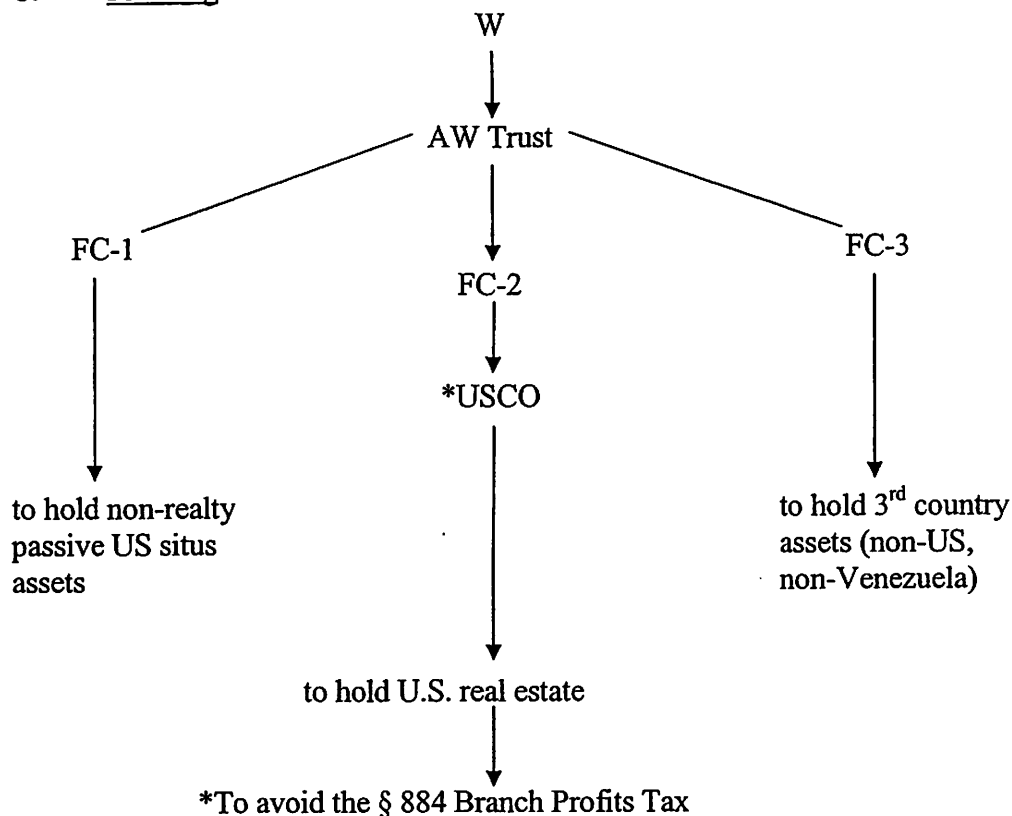 W
AW Trust
FC-1
FC-3
FC-2
*USCO
to hold non-realty
passive US situs
assets
to hold 3rd country
assets (non-US,
non-Venezuela)
to hold U.S. real estate
*To avoid the § 884 Branch Profits Tax